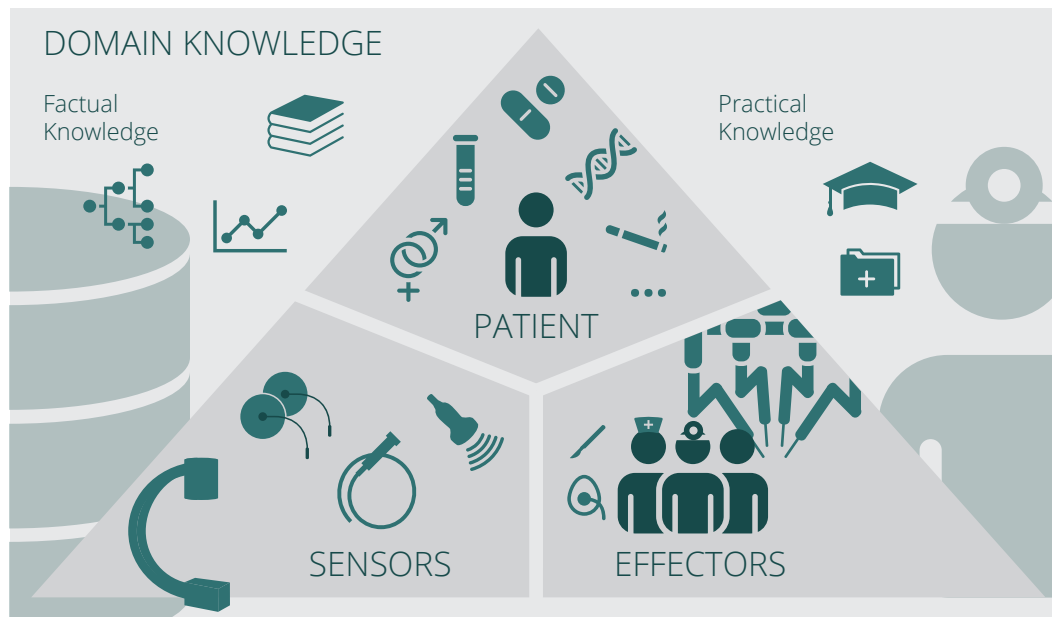 DOMAIN KNOWLEDGE
Factual
Knowledge
Practical
Knowledge
PATIENT
SENSORS
EFFECTORS